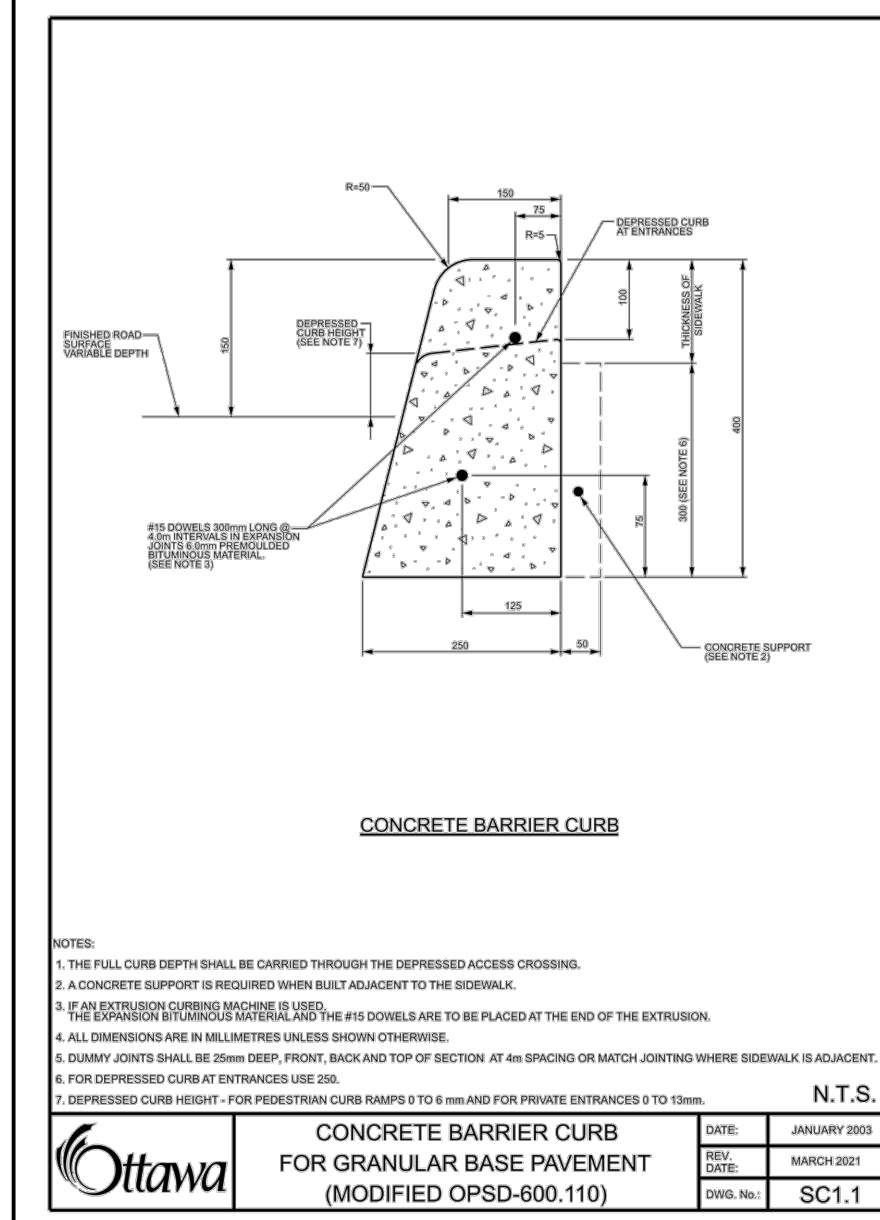 R=50
150
75
R=5
DEPRESSED CURB
AT ENTRANCES
100
THICKNESS OF
SIDEWALK
150
DEPRESSED
CURB HEIGHT
(SEE NOTE 7)
FINISHED ROAD
SURFACE
VARIABLE DEPTH
400
300 (SEE NOTE 6)
75
#15 DOWELS 300mm LONG @
4.0m INTERVALS IN EXPANSION
JOINTS 6.0mm PREMOULDED
BITUMINOUS MATERIAL.
(SEE NOTE 3)
125
250
50
CONCRETE SUPPORT
(SEE NOTE 2)
CONCRETE BARRIER CURB
NOTES:
1. THE FULL CURB DEPTH SHALL BE CARRIED THROUGH THE DEPRESSED ACCESS CROSSING.
2. A CONCRETE SUPPORT IS REQUIRED WHEN BUILT ADJACENT TO THE SIDEWALK.
3. IF AN EXTRUSION CURBING MACHINE IS USED,
THE EXPANSION BITUMINOUS MATERIAL AND THE #15 DOWELS ARE TO BE PLACED AT THE END OF THE EXTRUSION.
4. ALL DIMENSIONS ARE IN MILLIMETRES UNLESS SHOWN OTHERWISE.
5. DUMMY JOINTS SHALL BE 25mm DEEP, FRONT, BACK AND TOP OF SECTION AT 4m SPACING OR MATCH JOINTING WHERE SIDEWALK IS ADJACENT.
6. FOR DEPRESSED CURB AT ENTRANCES USE 250.
7. DEPRESSED CURB HEIGHT - FOR PEDESTRIAN CURB RAMPS 0 TO 6 mm AND FOR PRIVATE ENTRANCES 0 TO 13mm.
N.T.S.
Ottawa
CONCRETE BARRIER CURB
FOR GRANULAR BASE PAVEMENT
(MODIFIED OPSD-600.110)
DATE: JANUARY 2003
REV.
DATE: MARCH 2021
DWG. No.: SC1.1